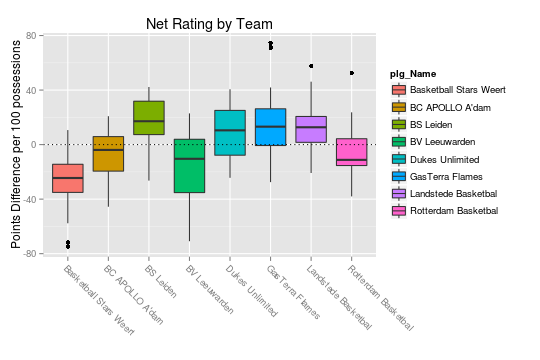 Net Rating by Team
Points Difference per 100 possessions
80
40
0
-40
-80
Basketball Stars Weert
BC APOLLO A'dam
BS Leiden
BV Leeuwarden
Dukes Unlimited
GasTerra Flames
Landstede Basketbal
Rotterdam Basketbal
plg_Name
Basketball Stars Weert
BC APOLLO A'dam
BS Leiden
BV Leeuwarden
Dukes Unlimited
GasTerra Flames
Landstede Basketbal
Rotterdam Basketbal